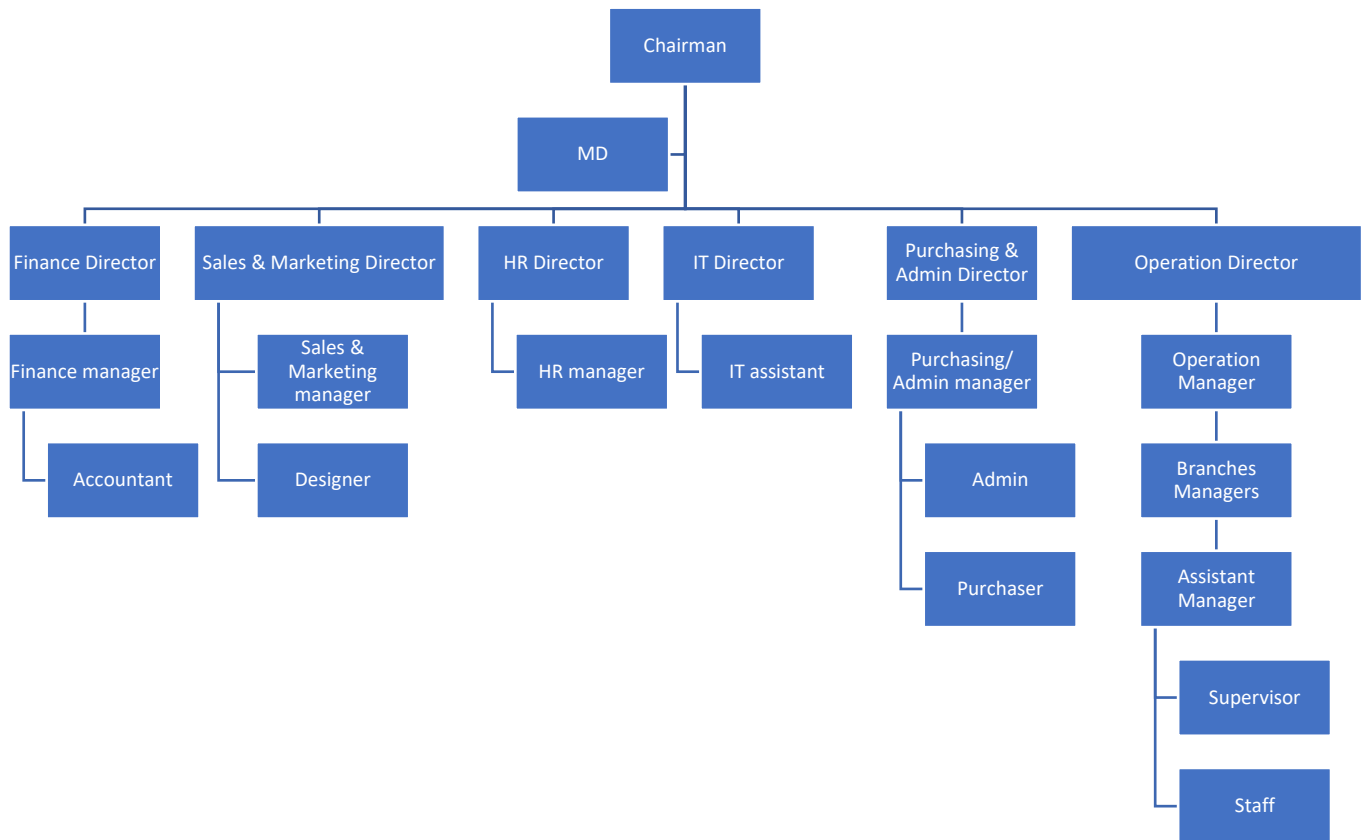 Chairman
MD
Finance Director
Sales & Marketing Director
HR Director
IT Director
Purchasing &
Admin Director
Operation Director
Finance manager
Sales &
Marketing
manager
HR manager
IT assistant
Purchasing/
Admin manager
Operation
Manager
Accountant
Designer
Admin
Branches
Managers
Purchaser
Assistant
Manager
Supervisor
Staff